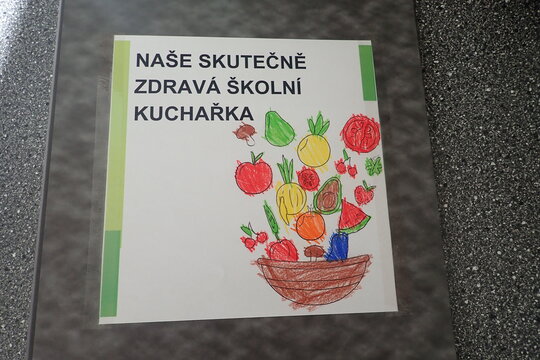 NAŠE SKUTEČNĚ
ZDRAVÁ ŠKOLNÍ
KUCHAŘKA